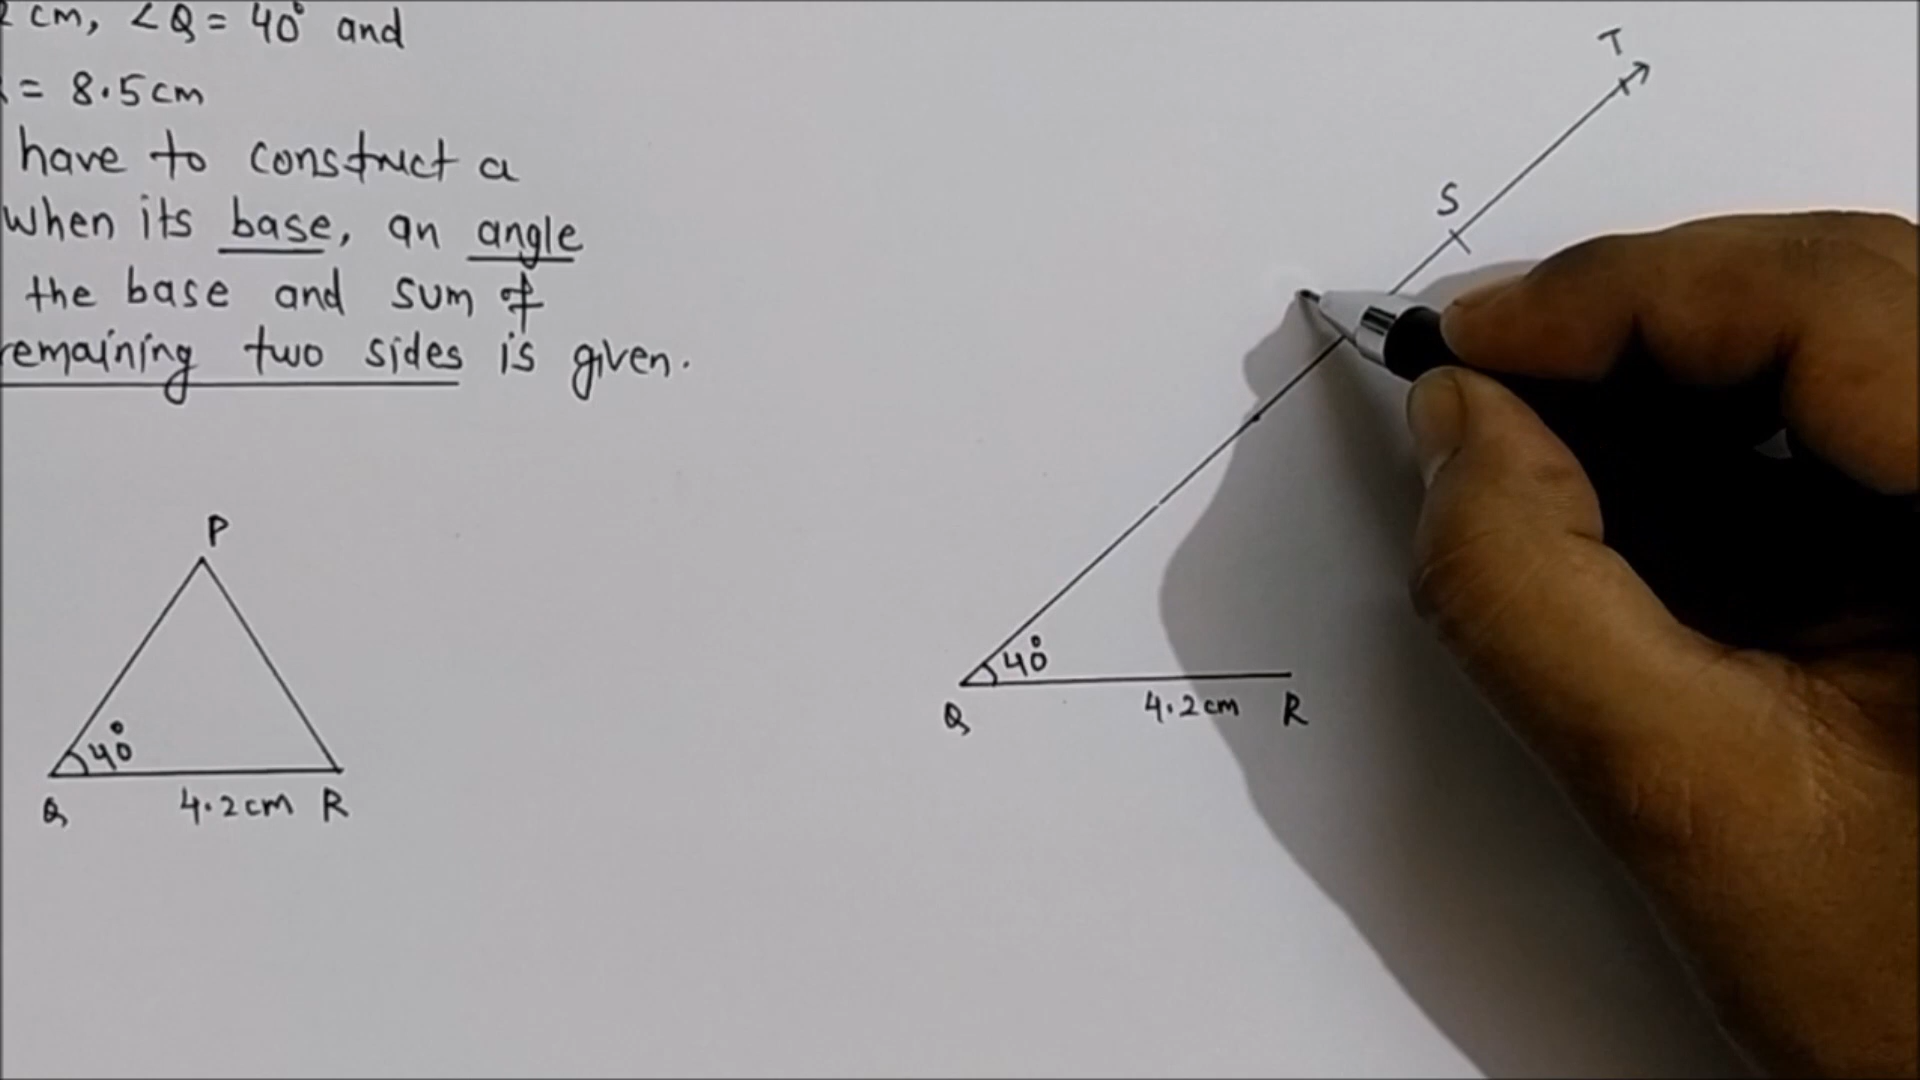 cm, ∠Q = 40° and
= 8.5cm
have to construct a
when its base, an angle
the base and sum of
remaining two sides is given.
P
40°
Q 4.2cm R
T
S
40°
Q 4.2cm R